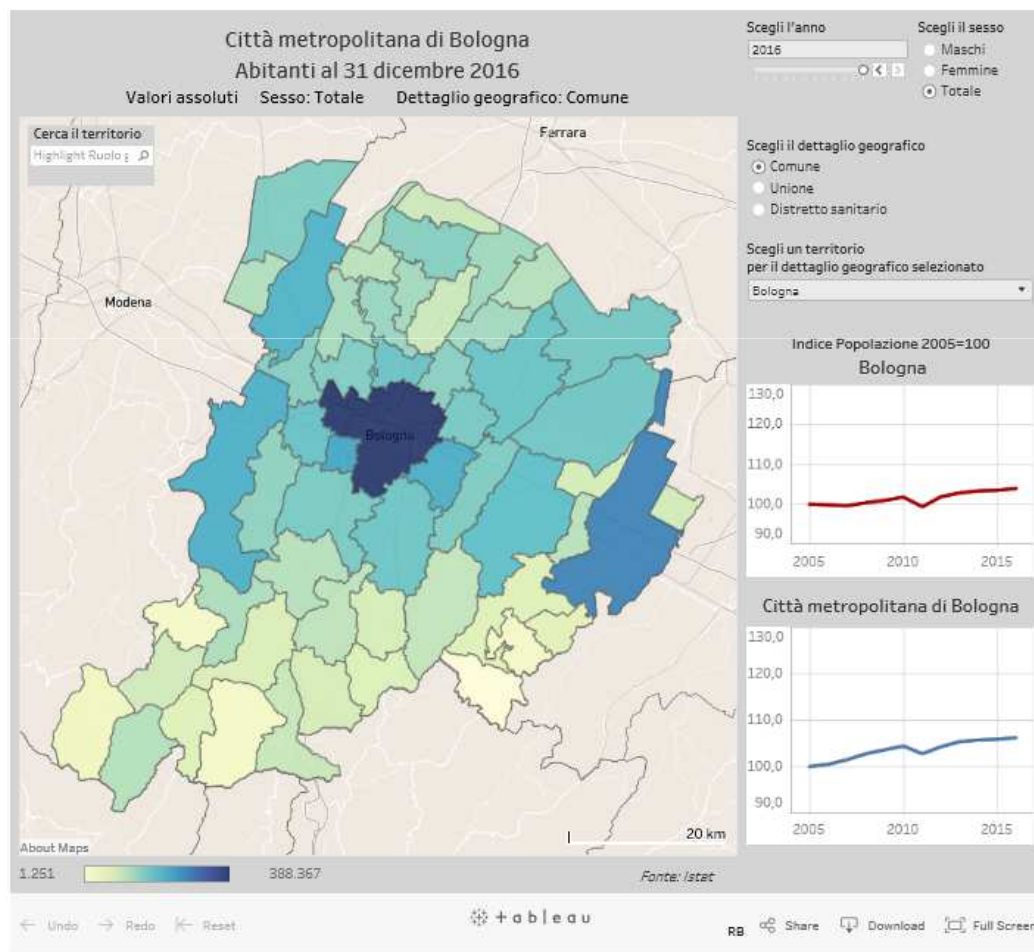 Città metropolitana di Bologna
Abitanti al 31 dicembre 2016
Valori assoluti Sesso: Totale Dettaglio geografico: Comune
Scegli l'anno
2016
Scegli il sesso
Maschi
Femmine
Totale
Cerca il territorio
Highlight Ruolo g
Ferrara
Modena
Bologna
Scegli il dettaglio geografico
Comune
Unione
Distretto sanitario
Scegli un territorio
per il dettaglio geografico selezionato
Bologna
Indice Popolazione 2005=100
Bologna
130,0
120,0
110,0
100,0
90,0
2005 2010 2015
Città metropolitana di Bologna
130,0
120,0
110,0
100,0
90,0
2005 2010 2015
20 km
About Maps
1.251 388.367
Fonte: Istat
Undo Redo Reset
+ableau
RB Share Download Full Screen